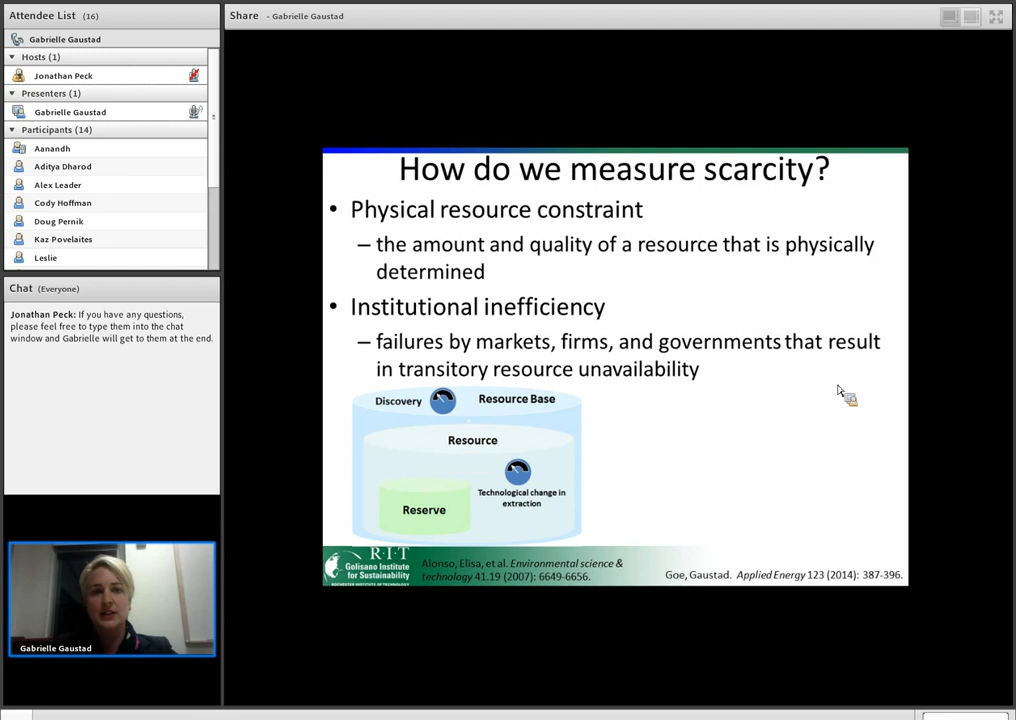 Attendee List (16)
Gabrielle Gaustad
Hosts (1)
Jonathan Peck
Presenters (1)
Gabrielle Gaustad
Participants (14)
Aanandh
Aditya Dharod
Alex Leader
Cody Hoffman
Doug Pernik
Kaz Povelaites
Leslie
Chat (Everyone)
Jonathan Peck: If you have any questions,
please feel free to type them into the chat
window and Gabrielle will get to them at the end.
Gabrielle Gaustad
Share - Gabrielle Gaustad
How do we measure scarcity?
• Physical resource constraint
– the amount and quality of a resource that is physically
determined
• Institutional inefficiency
– failures by markets, firms, and governments that result
in transitory resource unavailability
Discovery
Resource Base
Resource
Technological change in
extraction
Reserve
R·I·T
Golisano Institute
for Sustainability
ROCHESTER INSTITUTE OF TECHNOLOGY
Alonso, Elisa, et al. Environmental science &
technology 41.19 (2007): 6649-6656.
Goe, Gaustad. Applied Energy 123 (2014): 387-396.